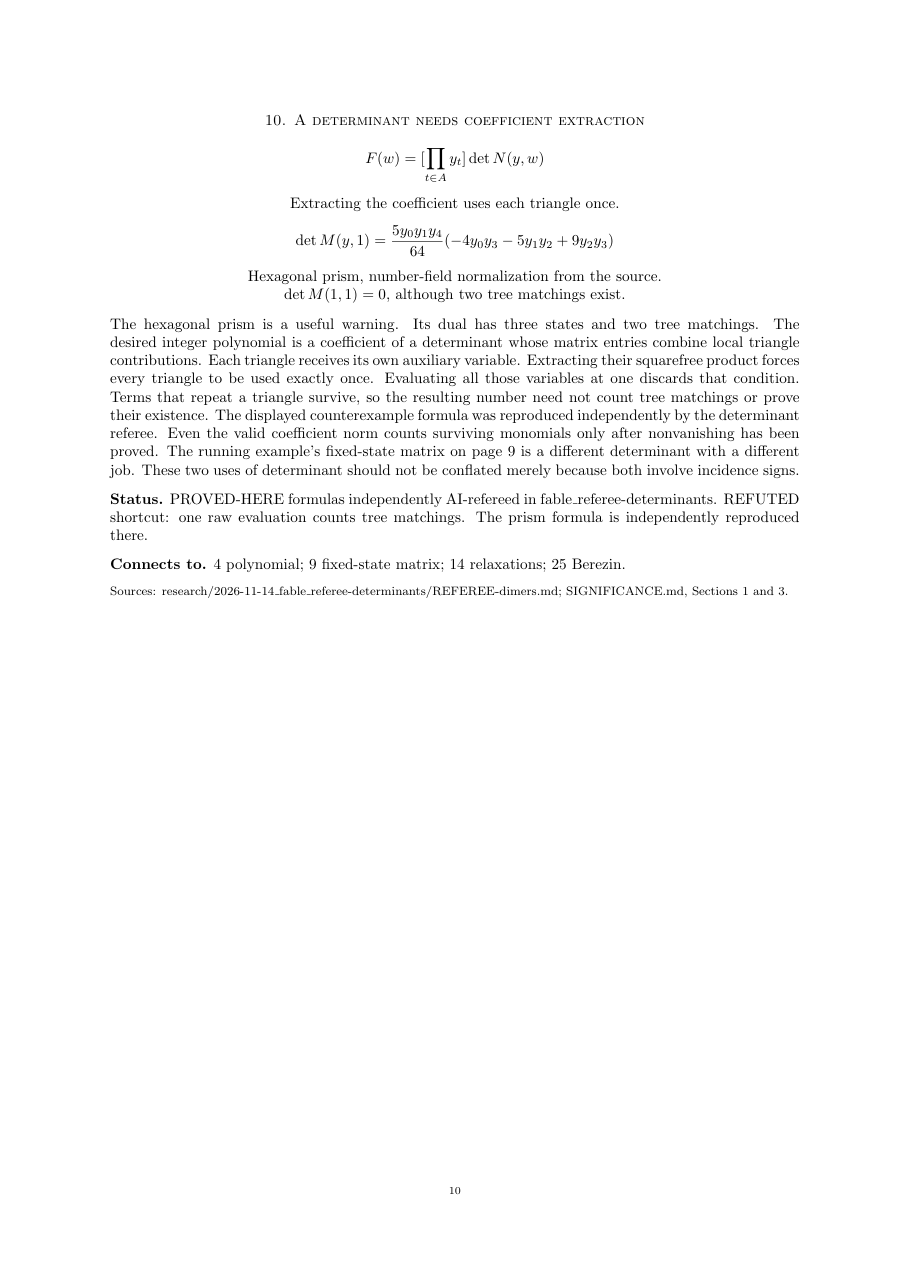 10. A DETERMINANT NEEDS COEFFICIENT EXTRACTION
F(w) = [∏_{t∈A} y_t] det N(y, w)
Extracting the coefficient uses each triangle once.
det M(y, 1) = \frac{5y_0y_1y_4}{64}(−4y_0y_3 − 5y_1y_2 + 9y_2y_3)
Hexagonal prism, number-field normalization from the source.
det M(1, 1) = 0, although two tree matchings exist.
The hexagonal prism is a useful warning. Its dual has three states and two tree matchings. The
desired integer polynomial is a coefficient of a determinant whose matrix entries combine local triangle
contributions. Each triangle receives its own auxiliary variable. Extracting their squarefree product forces
every triangle to be used exactly once. Evaluating all those variables at one discards that condition.
Terms that repeat a triangle survive, so the resulting number need not count tree matchings or prove
their existence. The displayed counterexample formula was reproduced independently by the determinant
referee. Even the valid coefficient norm counts surviving monomials only after nonvanishing has been
proved. The running example's fixed-state matrix on page 9 is a different determinant with a different
job. These two uses of determinant should not be conflated merely because both involve incidence signs.
Status. PROVED-HERE formulas independently AI-refereed in fable_referee-determinants. REFUTED
shortcut: one raw evaluation counts tree matchings. The prism formula is independently reproduced
there.
Connects to. 4 polynomial; 9 fixed-state matrix; 14 relaxations; 25 Berezin.
Sources: research/2026-11-14_fable_referee-determinants/REFEREE-dimers.md; SIGNIFICANCE.md, Sections 1 and 3.
10